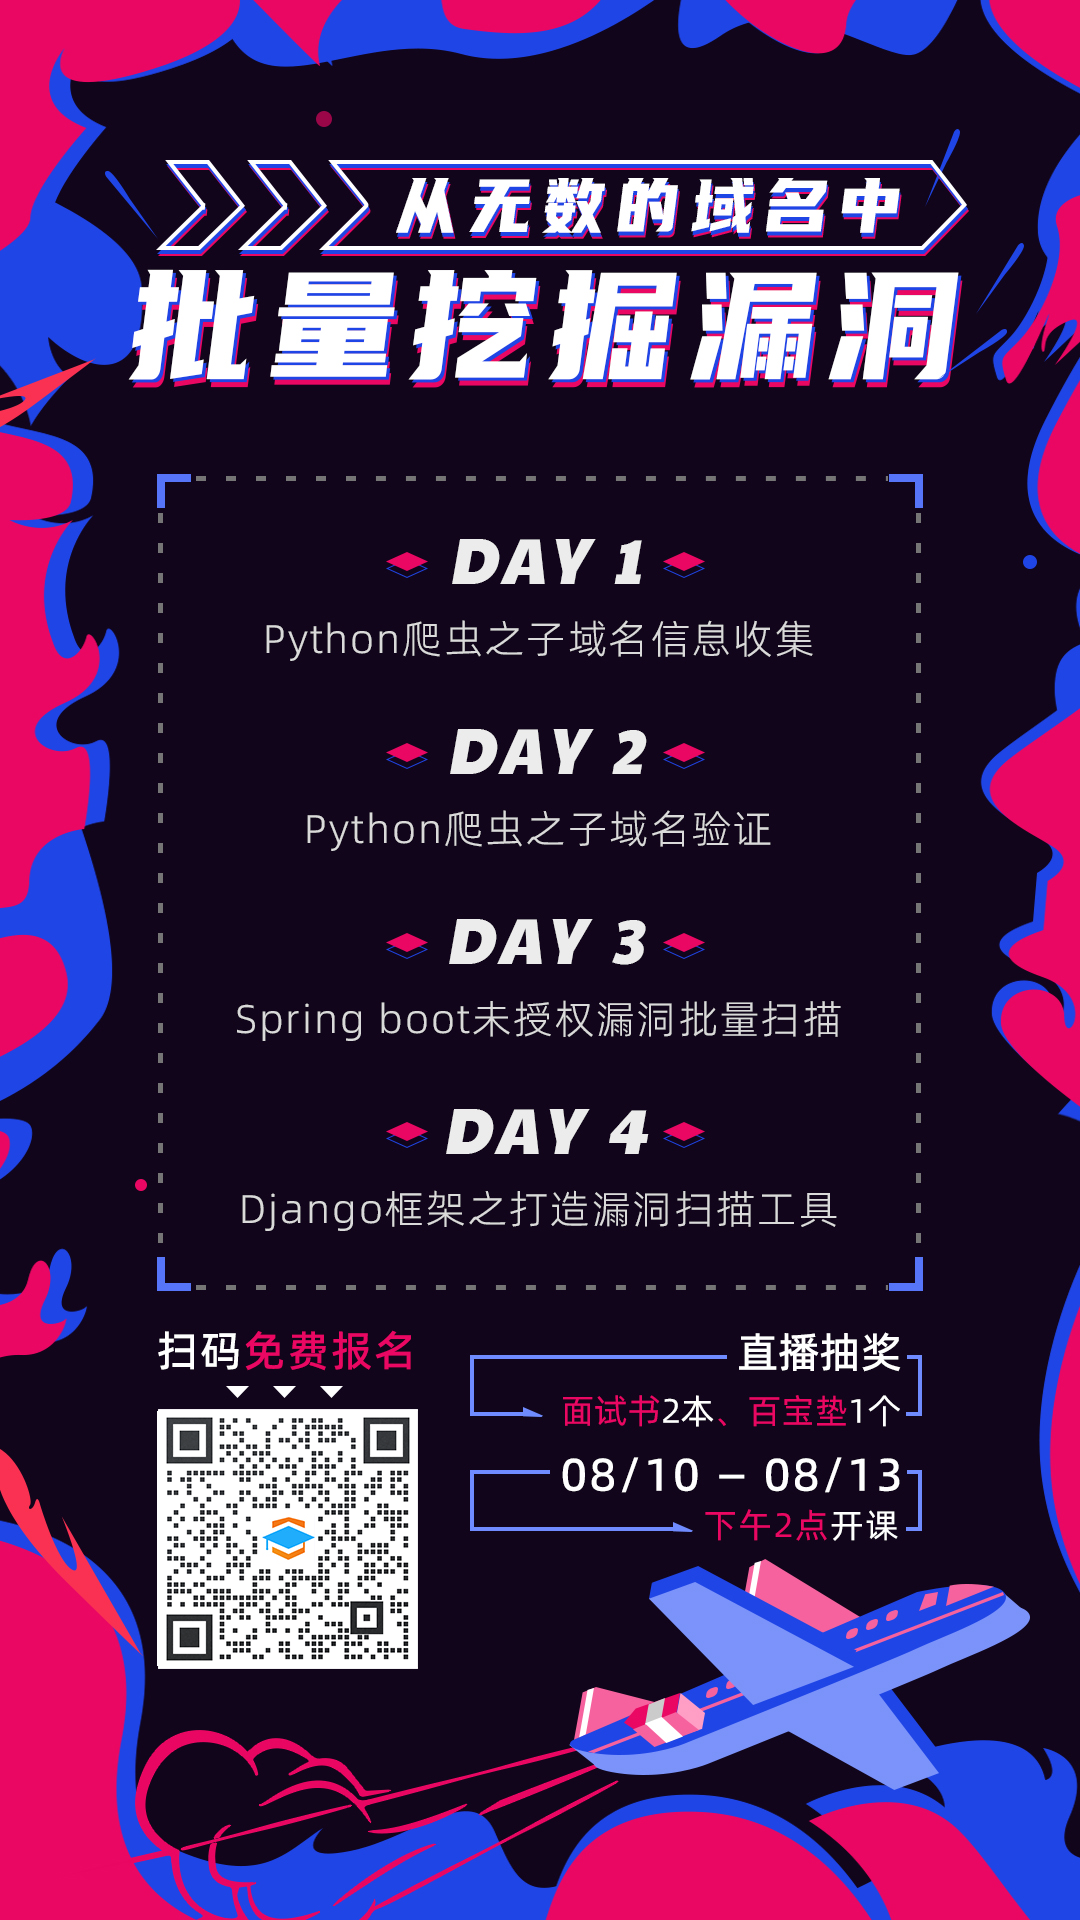 从无数的域名中
批量挖掘漏洞
DAY 1
Python爬虫之子域名信息收集
DAY 2
Python爬虫之子域名验证
DAY 3
Spring boot未授权漏洞批量扫描
DAY 4
Django框架之打造漏洞扫描工具
扫码免费报名
直播抽奖
面试书2本、百宝垫1个
08/10 – 08/13
下午2点开课